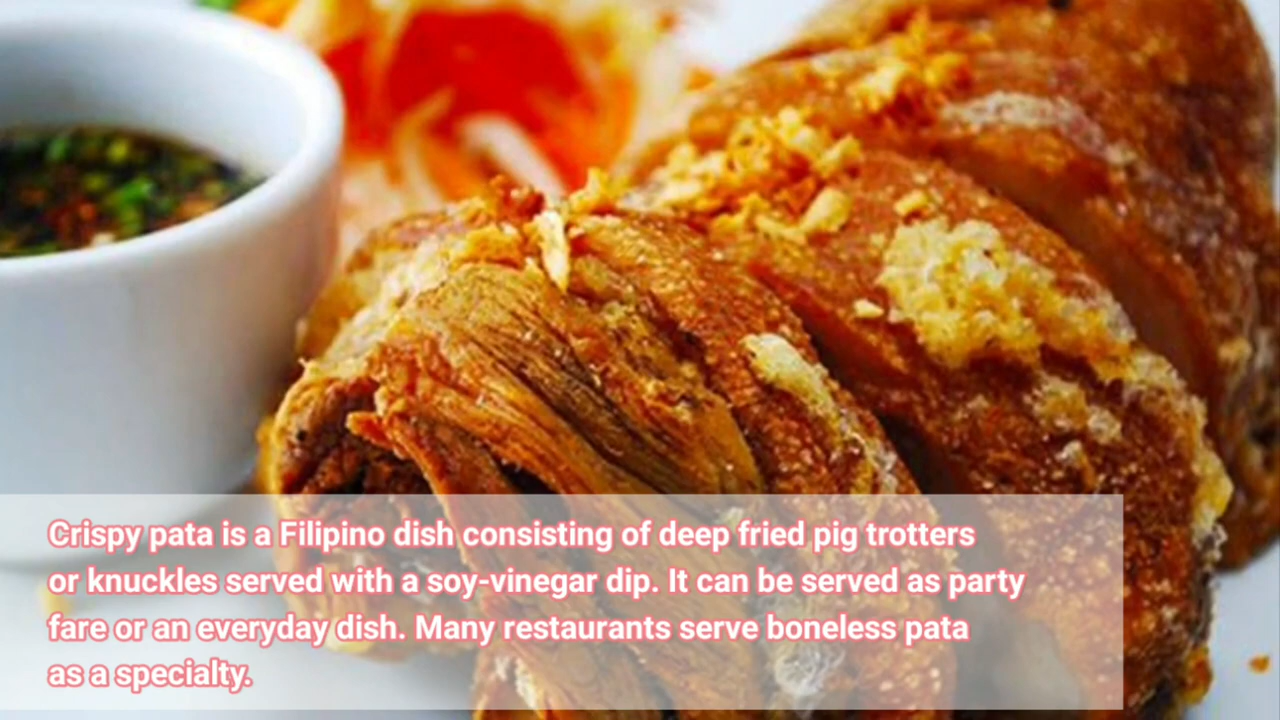 Crispy pata is a Filipino dish consisting of deep fried pig trotters
or knuckles served with a soy-vinegar dip. It can be served as party
fare or an everyday dish. Many restaurants serve boneless pata
as a specialty.